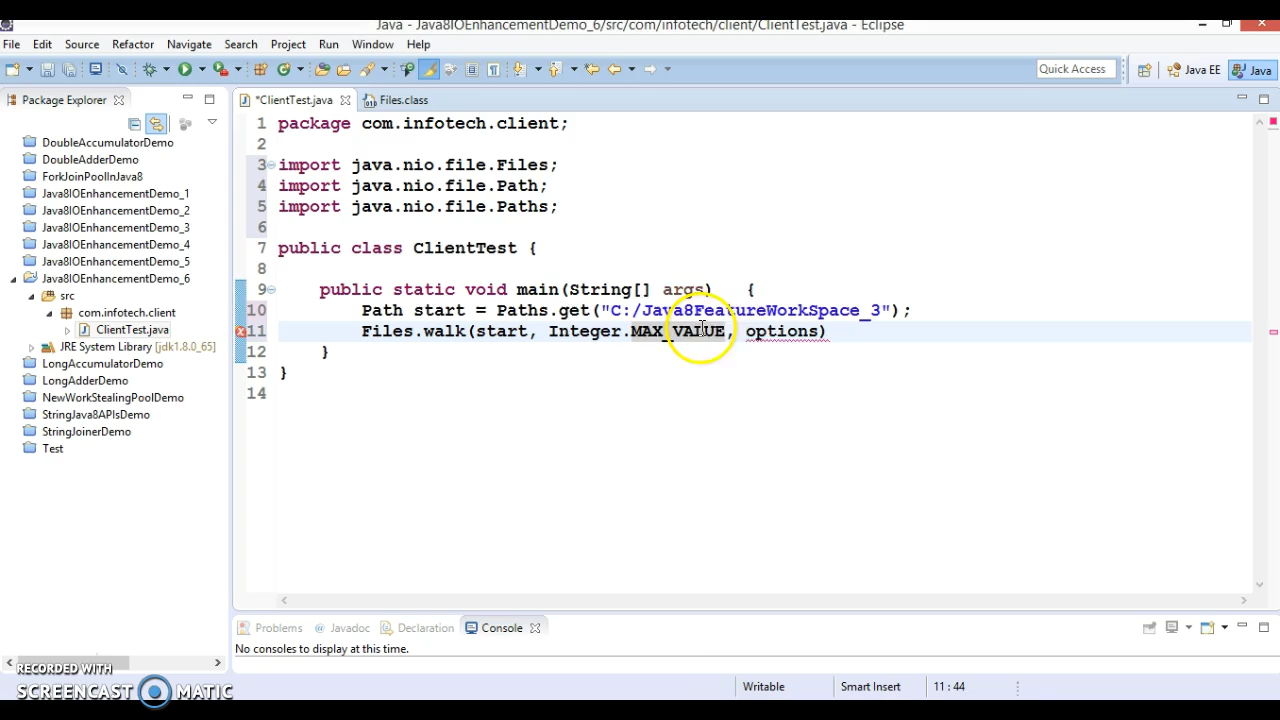 Java - Java8IOEnhancementDemo_6/src/com/infotech/client/ClientTest.java - Eclipse
File Edit Source Refactor Navigate Search Project Run Window Help
Quick Access Java EE Java
Package Explorer
*ClientTest.java Files.class
DoubleAccumulatorDemo
DoubleAdderDemo
ForkJoinPoolInJava8
Java8IOEnhancementDemo_1
Java8IOEnhancementDemo_2
Java8IOEnhancementDemo_3
Java8IOEnhancementDemo_4
Java8IOEnhancementDemo_5
Java8IOEnhancementDemo_6
src
com.infotech.client
ClientTest.java
JRE System Library [jdk1.8.0_65]
LongAccumulatorDemo
LongAdderDemo
NewWorkStealingPoolDemo
StringJava8APIsDemo
StringJoinerDemo
Test
1 package com.infotech.client;
2
3 import java.nio.file.Files;
4 import java.nio.file.Path;
5 import java.nio.file.Paths;
6
7 public class ClientTest {
8
9 public static void main(String[] args) {
10 Path start = Paths.get("C:/Java8FeatureWorkSpace_3");
11 Files.walk(start, Integer.MAX_VALUE, options)
12 }
13 }
14
Problems @ Javadoc Declaration Console
No consoles to display at this time.
Writable Smart Insert 11 : 44
RECORDED WITH
SCREENCAST MATIC